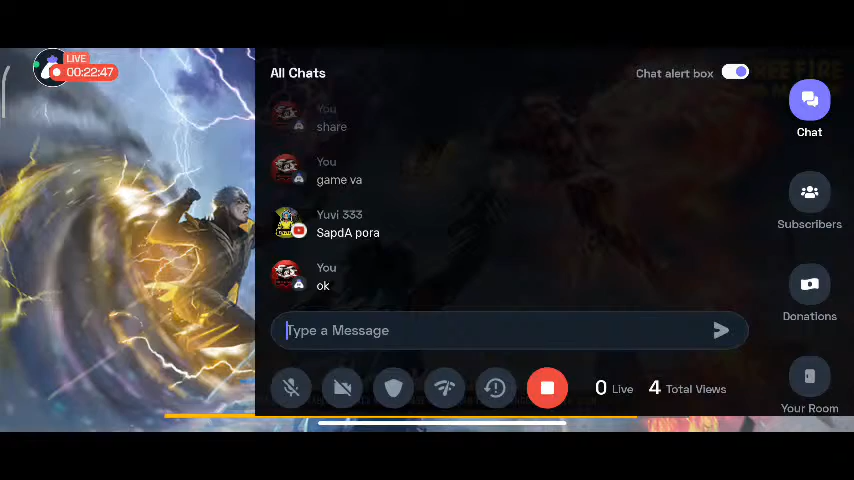 LIVE
00:22:47
All Chats
Chat alert box
You
share
You
game va
Yuvi 333
SapdA pora
You
ok
Type a Message
0 Live 4 Total Views
Chat
Subscribers
Donations
Your Room